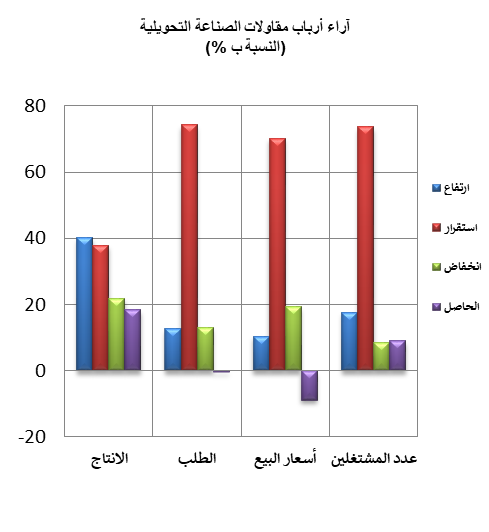 آراء أرباب مقاولات الصناعة التحويلية
(النسبة ب %)
80
60
40
20
0
-20
الانتاج
الطلب
أسعار البيع
عدد المشتغلين
ارتفاع
استقرار
انخفاض
الحاصل